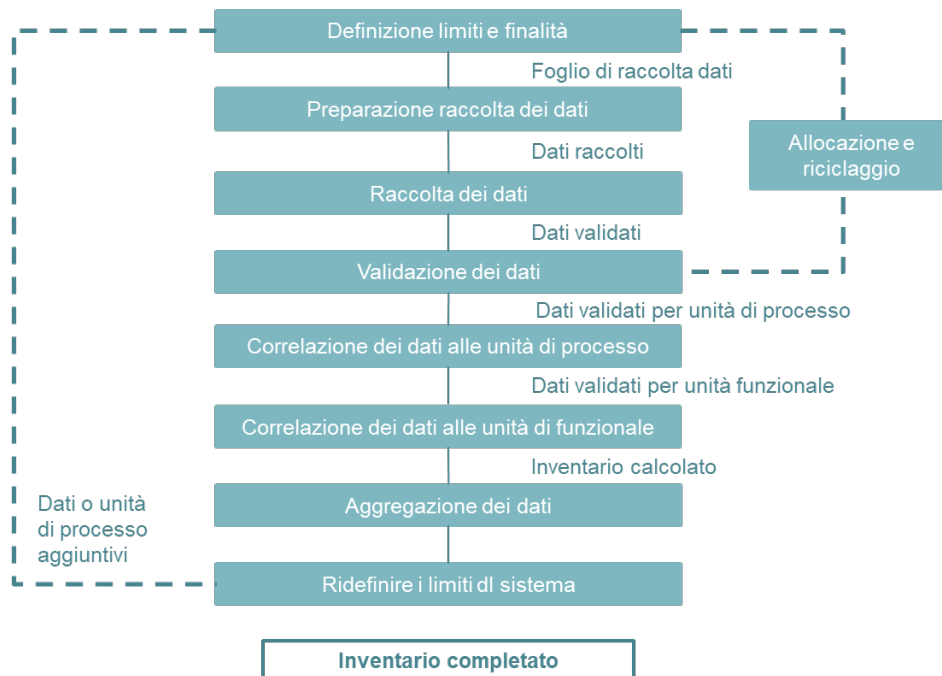 Definizione limiti e finalità
Foglio di raccolta dati
Preparazione raccolta dei dati
Allocazione e
riciclaggio
Dati raccolti
Raccolta dei dati
Dati validati
Validazione dei dati
Dati validati per unità di processo
Correlazione dei dati alle unità di processo
Dati validati per unità funzionale
Correlazione dei dati alle unità di funzionale
Inventario calcolato
Aggregazione dei dati
Dati o unità
di processo
aggiuntivi
Ridefinire i limiti dl sistema
Inventario completato